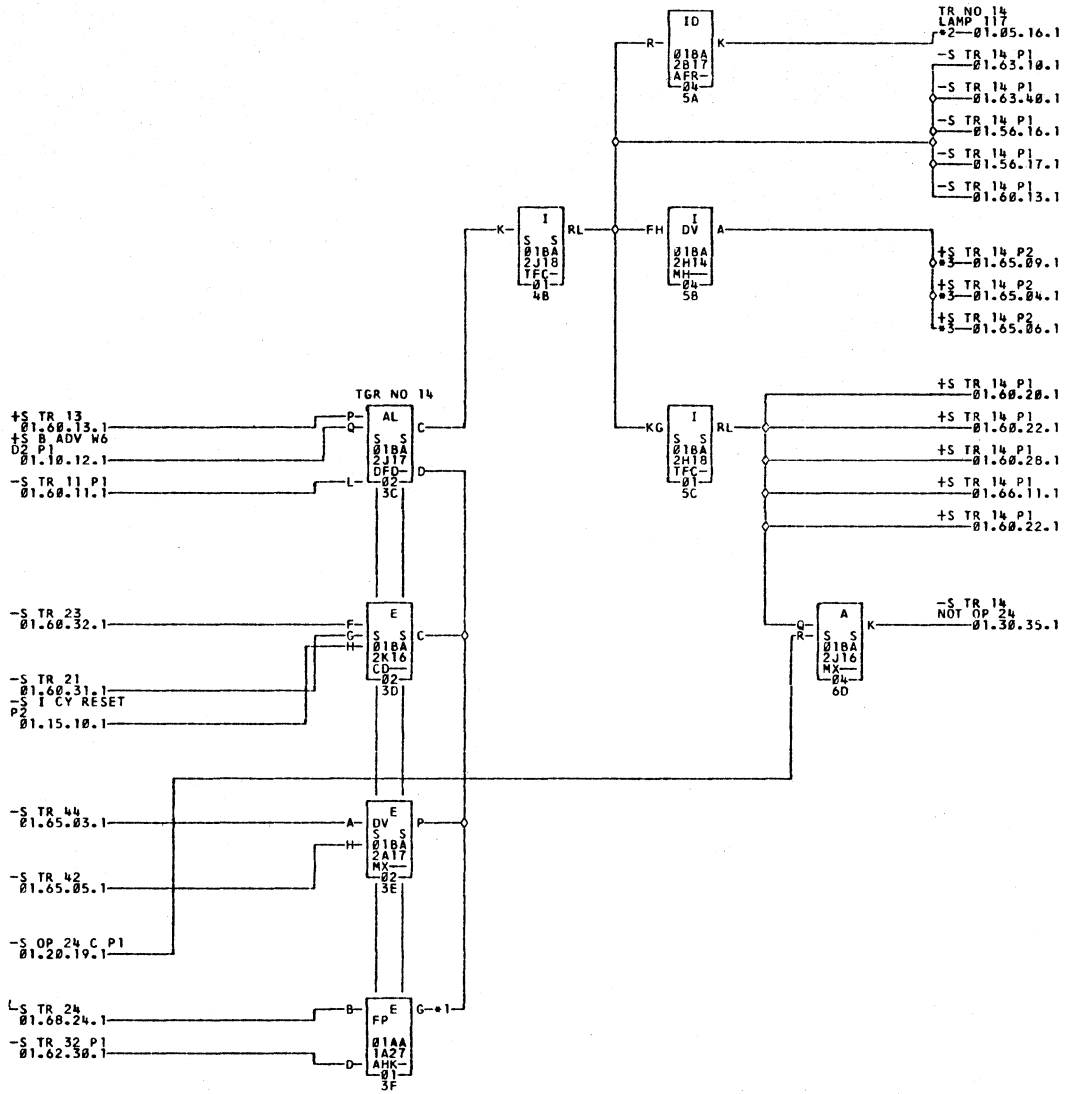 TR NO 14
LAMP 117
*2—01.05.16.1
-S TR 14 P1
01.63.10.1
-S TR 14 P1
01.63.40.1
-S TR 14 P1
01.56.16.1
-S TR 14 P1
01.56.17.1
-S TR 14 P1
01.60.13.1
ID
R K
01BA
2B17
AFR-
04
5A
I
K RL
S S
01BA
2J18
TFC-
01
4B
I
FH DV A
01BA
2H14
MH—
04
5B
+S TR 14 P2
*3—01.65.09.1
+S TR 14 P2
*3—01.65.04.1
+S TR 14 P2
*3—01.65.06.1
TGR NO 14
+S TR 13
01.60.13.1
+S B ADV W6
D2 P1
01.10.12.1
-S TR 11 P1
01.60.11.1
P AL
Q C
S S
01BA
2J17
DFD- D
L 02
3C
I
KG RL
S S
01BA
2H18
TFC-
01
5C
+S TR 14 P1
01.60.20.1
+S TR 14 P1
01.60.22.1
+S TR 14 P1
01.60.28.1
+S TR 14 P1
01.66.11.1
+S TR 14 P1
01.60.22.1
-S TR 23
01.60.32.1
-S TR 21
01.60.31.1
-S I CY RESET
P2
01.15.10.1
E
F
G S S C
H 01BA
2K16
CD—
02
3D
A
Q K
R S S
01BA
2J16
MX—
04
6D
-S TR 14
NOT OP 24
01.30.35.1
-S TR 44
01.65.03.1
-S TR 42
01.65.05.1
E
A DV P
S S
H 01BA
2A17
MX—
02
3E
-S OP 24 C P1
01.20.19.1
-S TR 24
01.68.24.1
-S TR 32 P1
01.62.30.1
B E G-*1
FP
01AA
1A27
D AHK-
01
3F